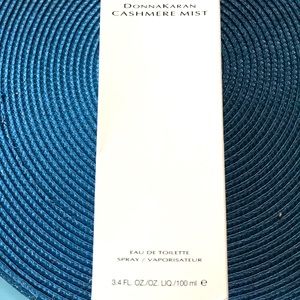 DONNAKARAN
CASHMERE MIST
EAU DE TOILETTE
SPRAY / VAPORISATEUR
3.4 FL. OZ./OZ. LIQ./100 ml ℮